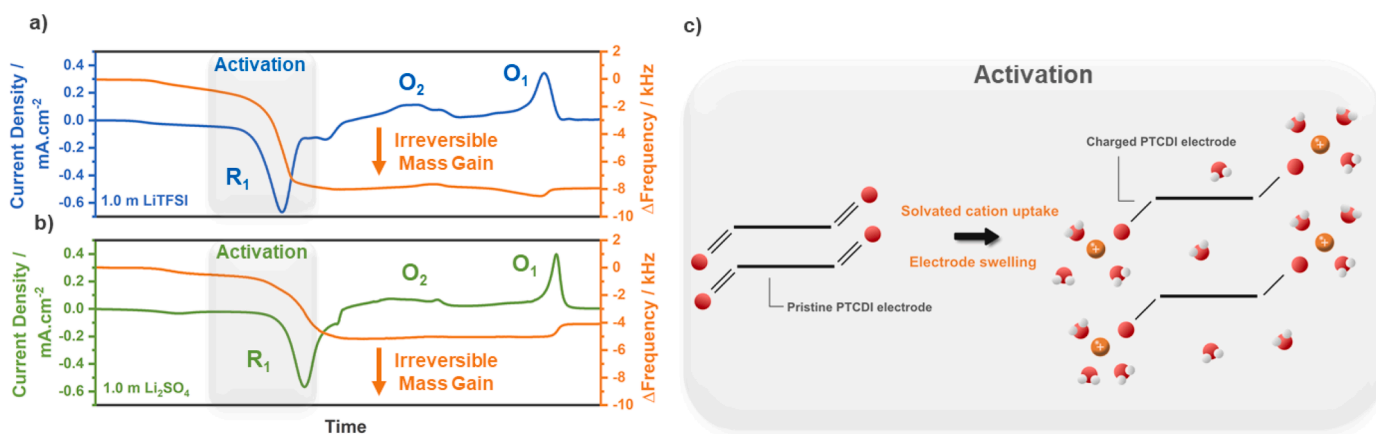 a)
Activation
O₂
O₁
R₁
Irreversible
Mass Gain
1.0 m LiTFSI
Current Density /
mA.cm⁻²
0.4
0.2
0.0
-0.2
-0.4
-0.6
2
0
-2
-4
-6
-8
-10
ΔFrequency / kHz
b)
Activation
O₂
O₁
R₁
Irreversible
Mass Gain
1.0 m Li₂SO₄
Current Density /
mA.cm⁻²
0.4
0.2
0.0
-0.2
-0.4
-0.6
2
0
-2
-4
-6
-8
-10
ΔFrequency / kHz
Time
c)
Activation
Charged PTCDI electrode
Solvated cation uptake
Electrode swelling
Pristine PTCDI electrode
+
+
+
+